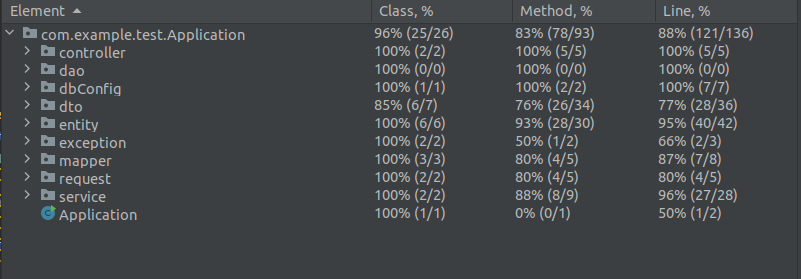 Element Class, % Method, % Line, %
com.example.test.Application 96% (25/26) 83% (78/93) 88% (121/136)
controller 100% (2/2) 100% (5/5) 100% (5/5)
dao 100% (0/0) 100% (0/0) 100% (0/0)
dbConfig 100% (1/1) 100% (2/2) 100% (7/7)
dto 85% (6/7) 76% (26/34) 77% (28/36)
entity 100% (6/6) 93% (28/30) 95% (40/42)
exception 100% (2/2) 50% (1/2) 66% (2/3)
mapper 100% (3/3) 80% (4/5) 87% (7/8)
request 100% (2/2) 80% (4/5) 80% (4/5)
service 100% (2/2) 88% (8/9) 96% (27/28)
Application 100% (1/1) 0% (0/1) 50% (1/2)